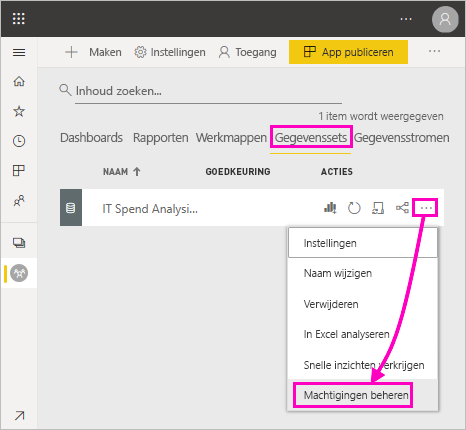 Maken Instellingen Toegang App publiceren
Inhoud zoeken...
1 item wordt weergegeven
Dashboards Rapporten Werkmappen Gegevenssets Gegevensstromen
NAAM GOEDKEURING ACTIES
IT Spend Analysi...
Instellingen
Naam wijzigen
Verwijderen
In Excel analyseren
Snelle inzichten verkrijgen
Machtigingen beheren